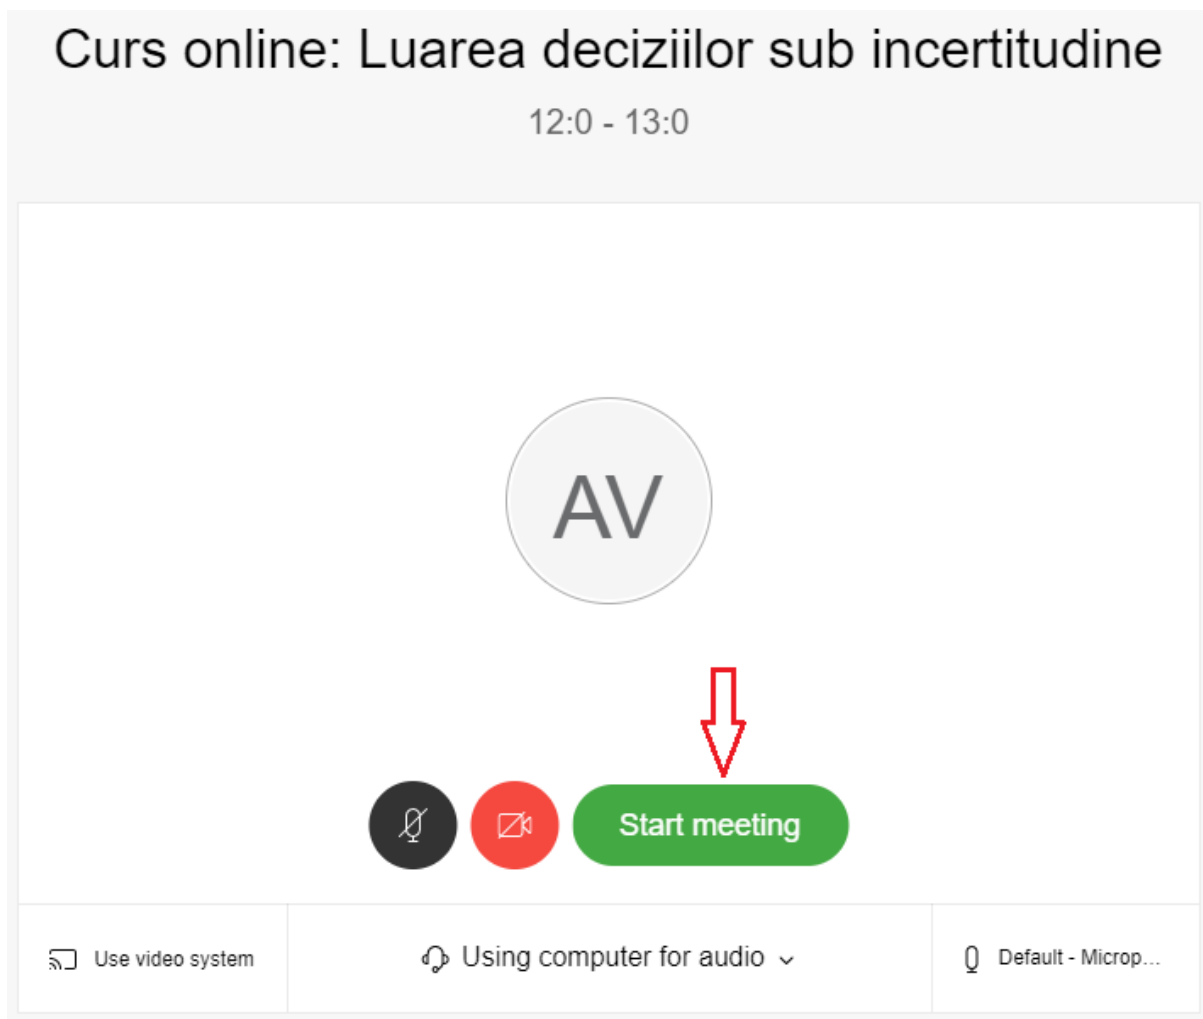 Curs online: Luarea deciziilor sub incertitudine
12:0 - 13:0
AV
Start meeting
Use video system
Using computer for audio
Default - Microp...